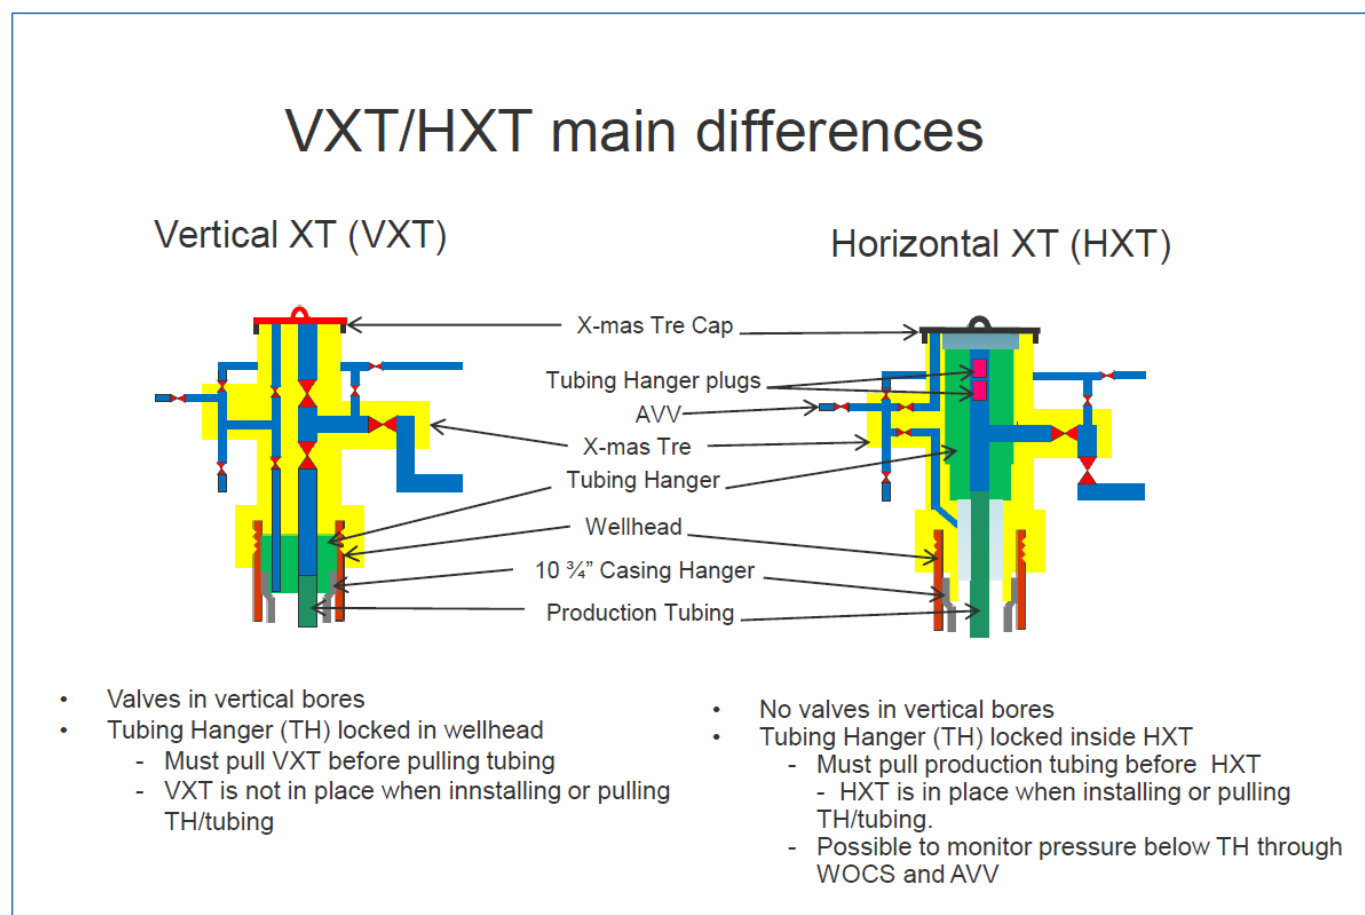 VXT/HXT main differences
Vertical XT (VXT)
Horizontal XT (HXT)
X-mas Tre Cap
Tubing Hanger plugs
AVV
X-mas Tre
Tubing Hanger
Wellhead
10 ¾” Casing Hanger
Production Tubing
• Valves in vertical bores
• Tubing Hanger (TH) locked in wellhead
- Must pull VXT before pulling tubing
- VXT is not in place when innstalling or pulling
TH/tubing
• No valves in vertical bores
• Tubing Hanger (TH) locked inside HXT
- Must pull production tubing before HXT
- HXT is in place when installing or pulling
TH/tubing.
- Possible to monitor pressure below TH through
WOCS and AVV